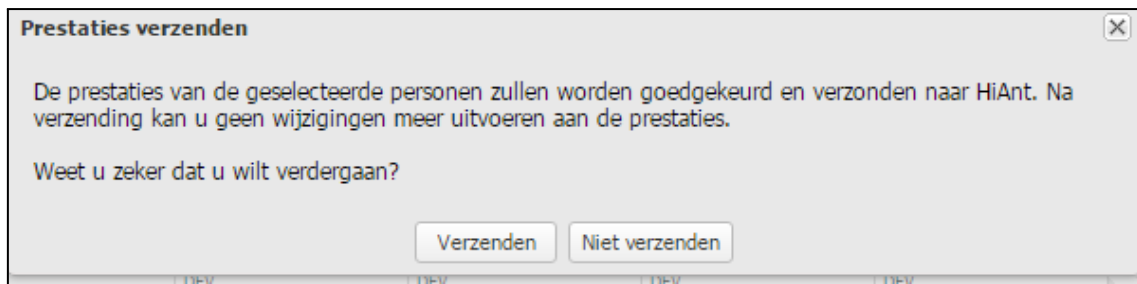 Prestaties verzenden
De prestaties van de geselecteerde personen zullen worden goedgekeurd en verzonden naar HiAnt. Na
verzending kan u geen wijzigingen meer uitvoeren aan de prestaties.
Weet u zeker dat u wilt verdergaan?
Verzenden Niet verzenden